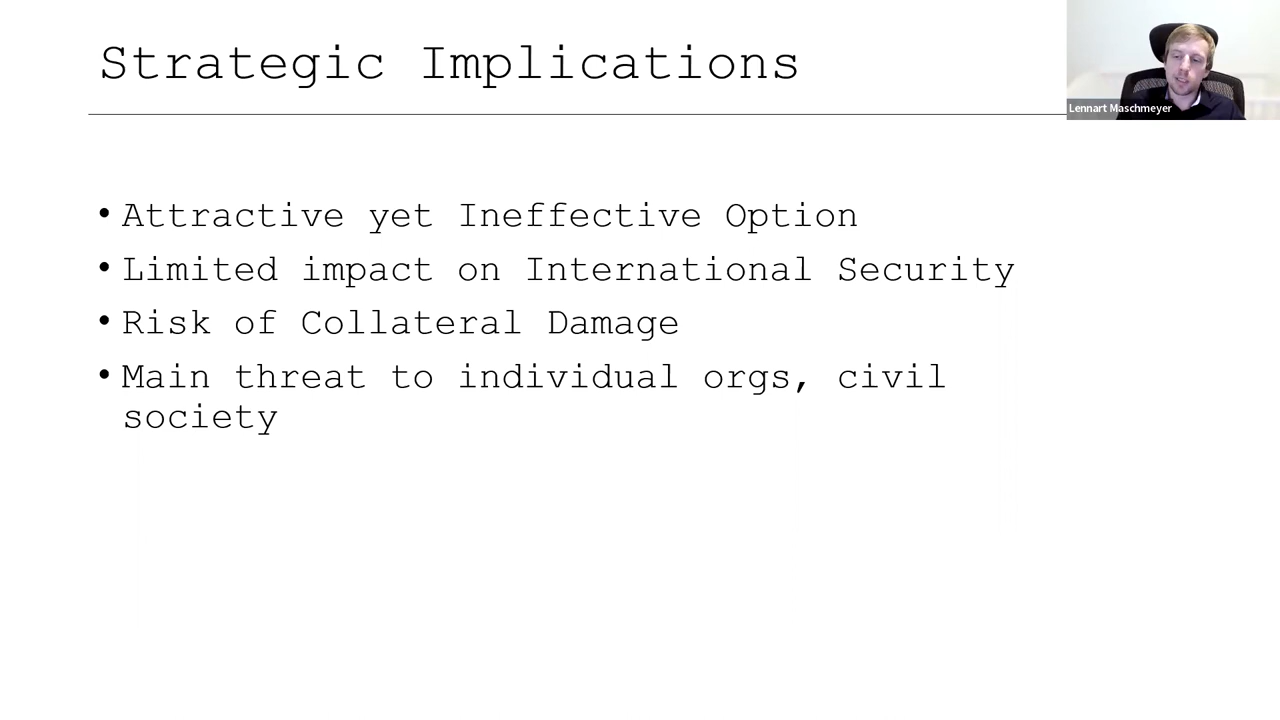 Strategic Implications
Lennart Maschmeyer
• Attractive yet Ineffective Option
• Limited impact on International Security
• Risk of Collateral Damage
• Main threat to individual orgs, civil
society